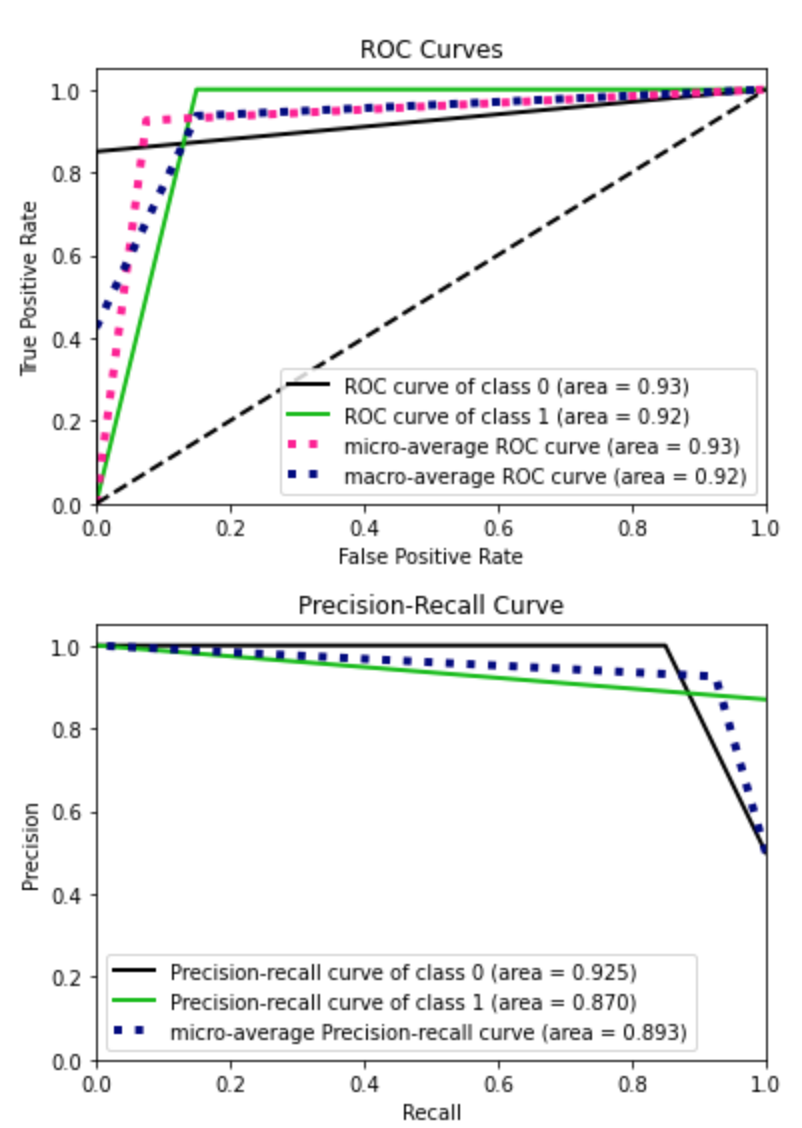 ROC Curves
1.0
0.8
0.6
0.4
0.2
0.0
True Positive Rate
ROC curve of class 0 (area = 0.93)
ROC curve of class 1 (area = 0.92)
micro-average ROC curve (area = 0.93)
macro-average ROC curve (area = 0.92)
0.0 0.2 0.4 0.6 0.8 1.0
False Positive Rate
Precision-Recall Curve
1.0
0.8
0.6
0.4
0.2
0.0
Precision
Precision-recall curve of class 0 (area = 0.925)
Precision-recall curve of class 1 (area = 0.870)
micro-average Precision-recall curve (area = 0.893)
0.0 0.2 0.4 0.6 0.8 1.0
Recall